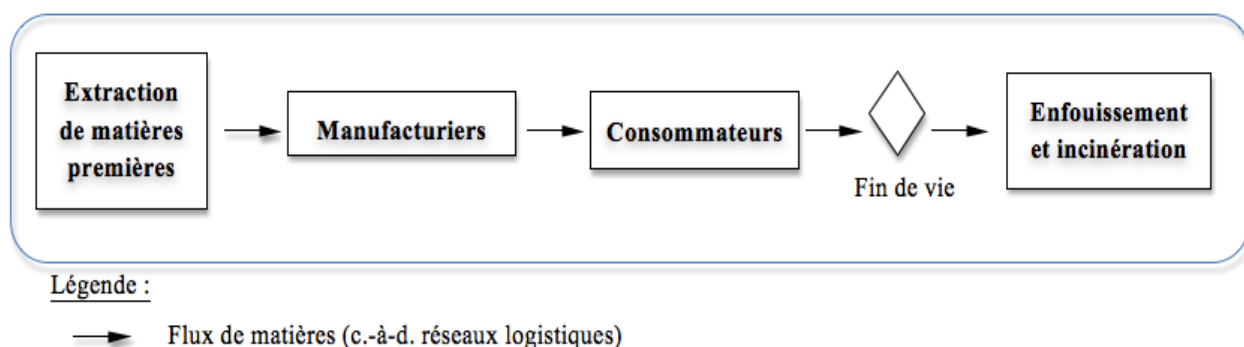 Extraction
de matières
premières
Manufacturiers
Consommateurs
Fin de vie
Enfouissement
et incinération
Légende :
Flux de matières (c.-à-d. réseaux logistiques)